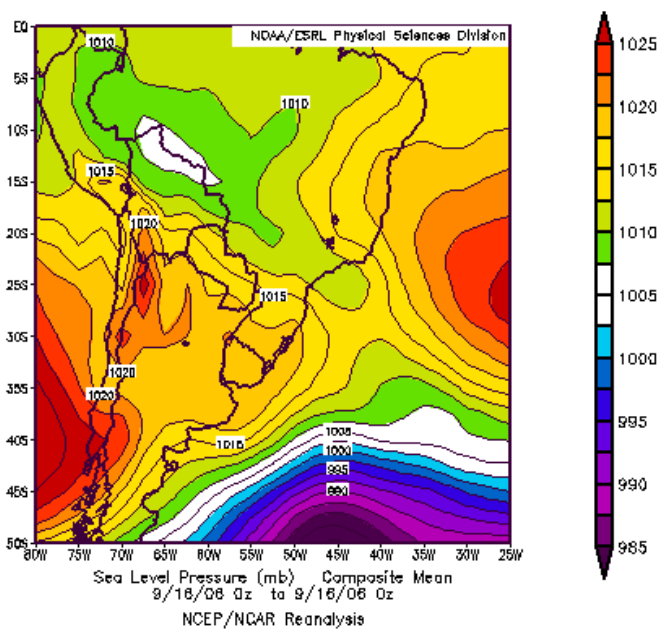 NOAA/ESRL Physical Sciences Division
EQ
5S
10S
15S
20S
25S
30S
35S
40S
45S
50S
1010
1010
1015
1020
1015
1020
1020
1015
1005
1000
995
990
80W 75W 70W 65W 60W 55W 50W 45W 40W 35W 30W 25W
1025
1020
1015
1010
1005
1000
995
990
985
Sea Level Pressure (mb) Composite Mean
9/16/06 0z to 9/16/06 0z
NCEP/NCAR Reanalysis